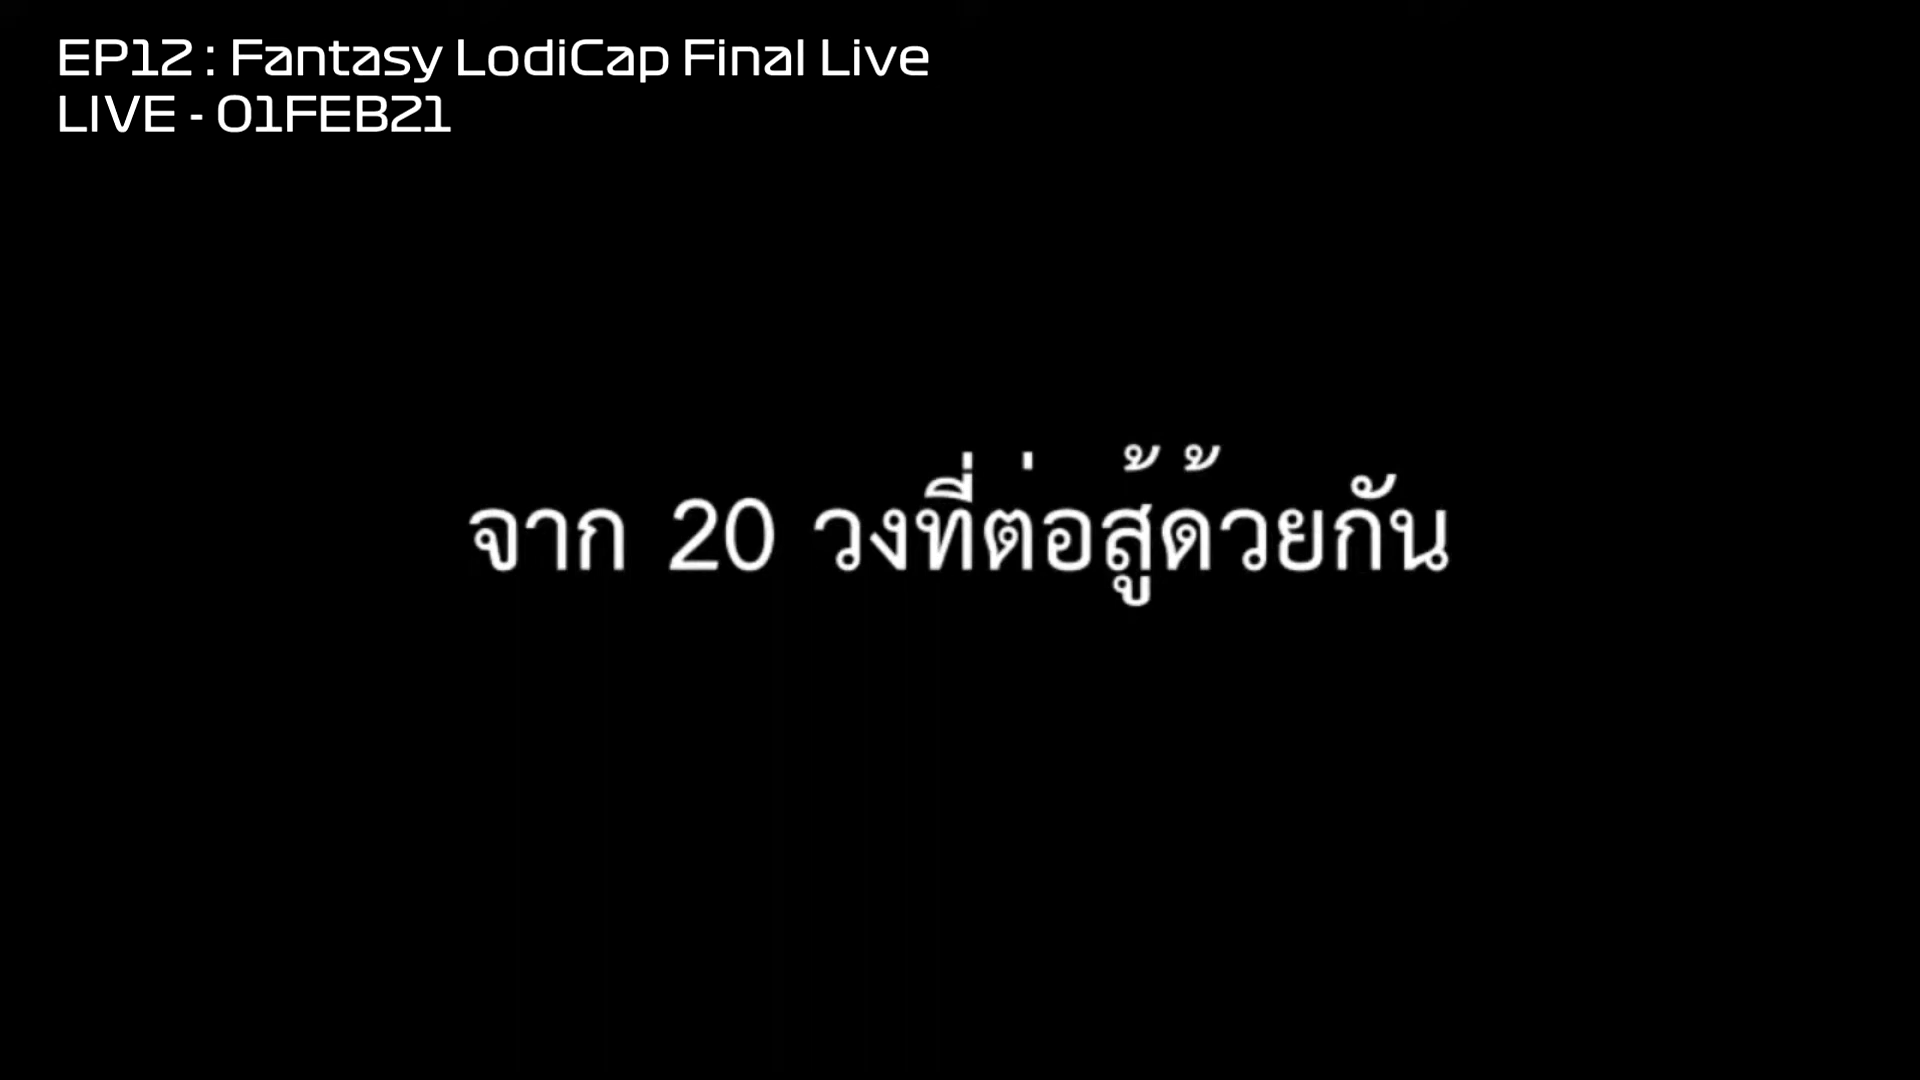 EP12 : Fantasy LodiCap Final Live
LIVE - 01FEB21
จาก 20 วงที่ต่อสู้ด้วยกัน